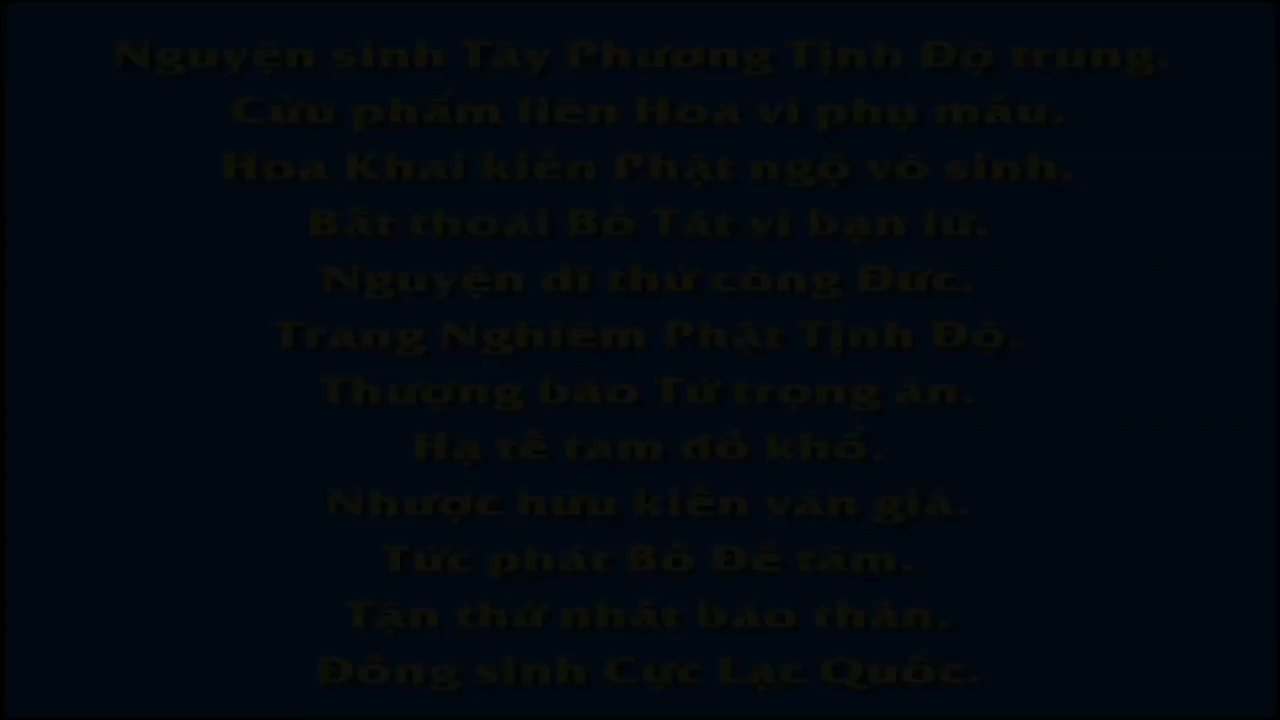 Nguyện sinh Tây Phương Tịnh Độ trung,
Cửu phẩm liên Hoa vi phụ mẫu.
Hoa Khai kiến Phật ngộ vô sinh.
Bất thoái Bồ Tát vi bạn lữ.
Nguyện dĩ thử công Đức.
Trang Nghiêm Phật Tịnh Độ.
Thượng báo Tứ trọng ân.
Hạ tế tam đồ khổ.
Nhược hữu kiến văn giả.
Tức phát Bồ Đề tâm.
Tận thử nhất báo thân.
Đồng sinh Cực Lạc Quốc.